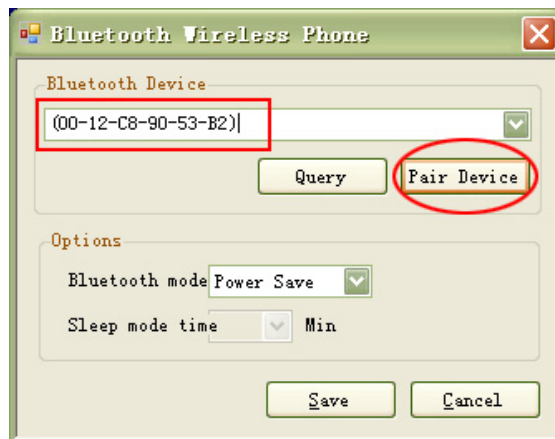 Bluetooth Wireless Phone
Bluetooth Device
(00-12-C8-90-53-B2)
Query Pair Device
Options
Bluetooth mode Power Save
Sleep mode time Min
Save Cancel